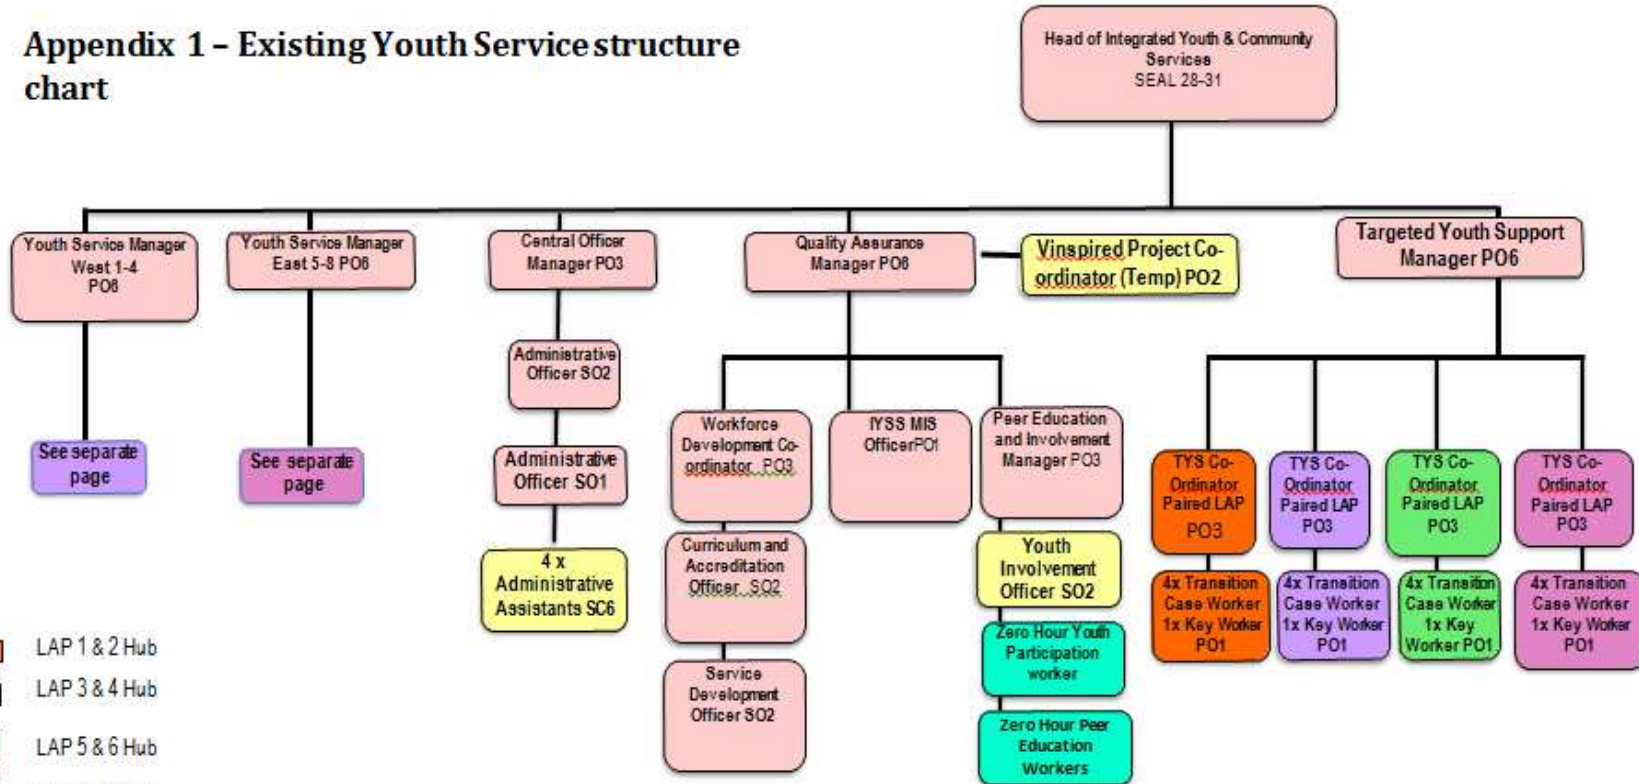 Appendix 1 – Existing Youth Service structure
chart
Head of Integrated Youth & Community
Services
SEAL 28-31
Youth Service Manager
West 1-4
PO6
Youth Service Manager
East 5-8 PO6
Central Officer
Manager PO3
Quality Assurance
Manager PO6
Vinspired Project Co-
ordinator (Temp) PO2
Targeted Youth Support
Manager PO6
See separate
page
See separate
page
Administrative
Officer SO2
Administrative
Officer SO1
4 x
Administrative
Assistants SC6
Workforce
Development Co-
ordinator PO3
Curriculum and
Accreditation
Officer SO2
Service
Development
Officer SO2
IYSS MIS
OfficerPO1
Peer Education
and Involvement
Manager PO3
Youth
Involvement
Officer SO2
Zero Hour Youth
Participation
worker
Zero Hour Peer
Education
Workers
TYS Co-
Ordinator
Paired LAP
PO3
4x Transition
Case Worker
1x Key Worker
PO1
TYS Co-
Ordinator
Paired LAP
PO3
4x Transition
Case Worker
1x Key Worker
PO1
TYS Co-
Ordinator
Paired LAP
PO3
4x Transition
Case Worker
1x Key
Worker PO1
TYS Co-
Ordinator
Paired LAP
PO3
4x Transition
Case Worker
1x Key Worker
PO1
LAP 1 & 2 Hub
LAP 3 & 4 Hub
LAP 5 & 6 Hub